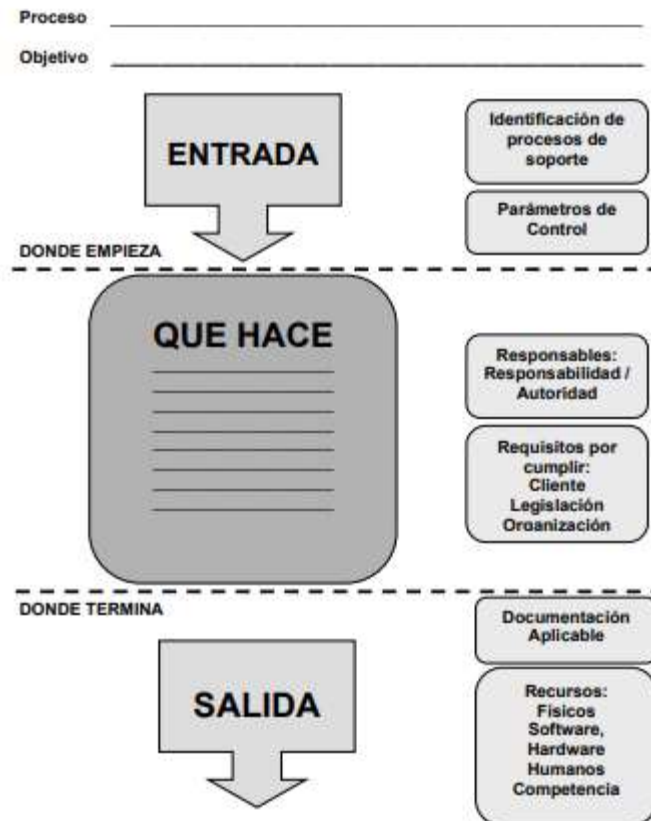 Proceso
Objetivo
ENTRADA
Identificación de
procesos de
soporte
Parámetros de
Control
DONDE EMPIEZA
QUE HACE
Responsables:
Responsabilidad /
Autoridad
Requisitos por
cumplir:
Cliente
Legislación
Organización
DONDE TERMINA
Documentación
Aplicable
SALIDA
Recursos:
Físicos
Software,
Hardware
Humanos
Competencia